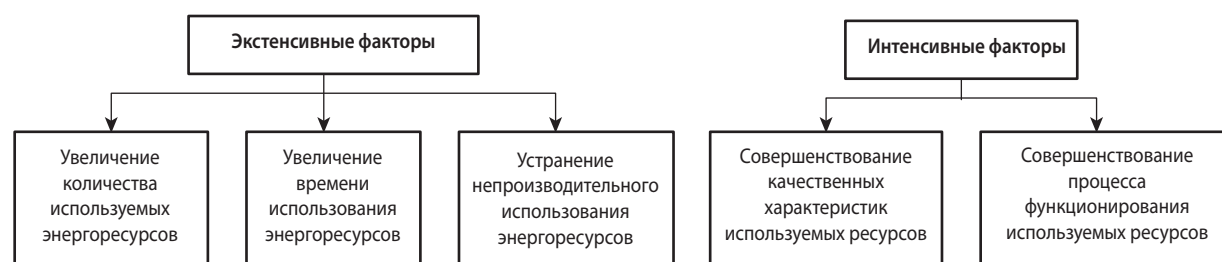 Экстенсивные факторы
Интенсивные факторы
Увеличение
количества
используемых
энергоресурсов
Увеличение
времени
использования
энергоресурсов
Устранение
непроизводительного
использования
энергоресурсов
Совершенствование
качественных
характеристик
используемых ресурсов
Совершенствование
процесса
функционирования
используемых ресурсов